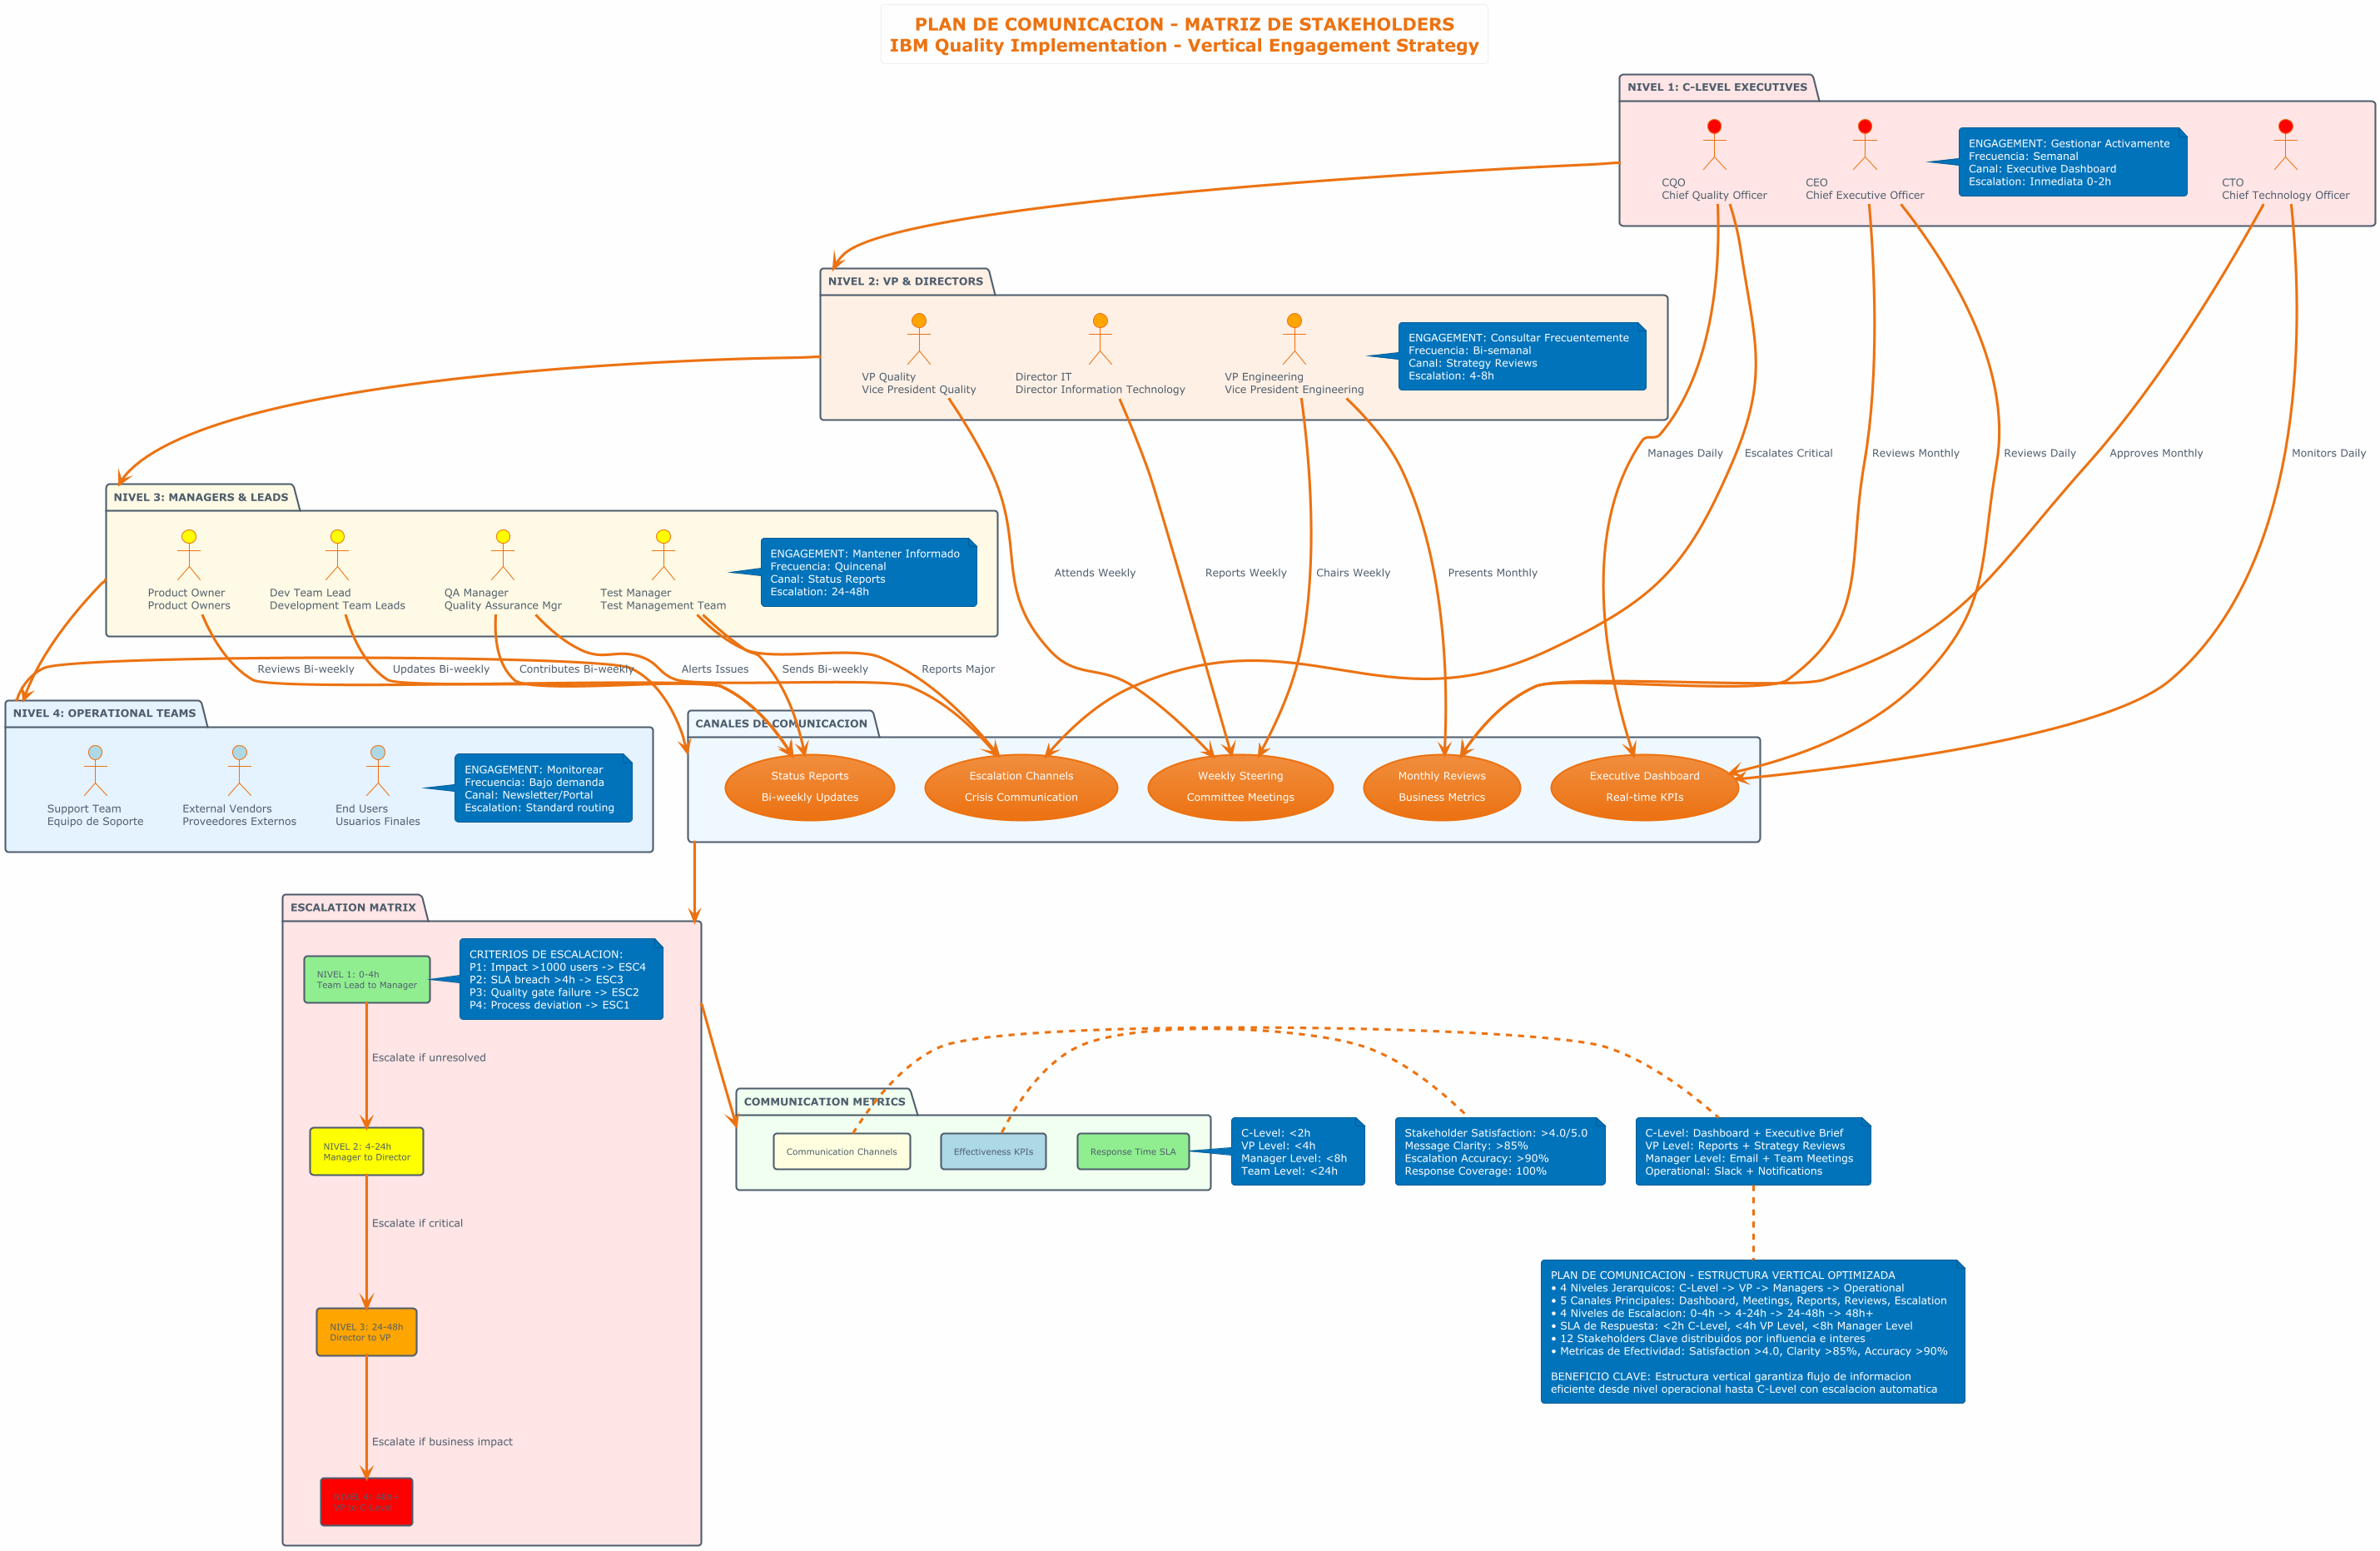 PLAN DE COMUNICACION - MATRIZ DE STAKEHOLDERS
IBM Quality Implementation - Vertical Engagement Strategy
NIVEL 1: C-LEVEL EXECUTIVES
CQO
Chief Quality Officer
CEO
Chief Executive Officer
ENGAGEMENT: Gestionar Activamente
Frecuencia: Semanal
Canal: Executive Dashboard
Escalation: Inmediata 0-2h
CTO
Chief Technology Officer
NIVEL 2: VP & DIRECTORS
VP Quality
Vice President Quality
Director IT
Director Information Technology
VP Engineering
Vice President Engineering
ENGAGEMENT: Consultar Frecuentemente
Frecuencia: Bi-semanal
Canal: Strategy Reviews
Escalation: 4-8h
Manages Daily
Escalates Critical
Reviews Monthly
Reviews Daily
Approves Monthly
Monitors Daily
NIVEL 3: MANAGERS & LEADS
Product Owner
Product Owners
Dev Team Lead
Development Team Leads
QA Manager
Quality Assurance Mgr
Test Manager
Test Management Team
ENGAGEMENT: Mantener Informado
Frecuencia: Quincenal
Canal: Status Reports
Escalation: 24-48h
Attends Weekly
Reports Weekly
Chairs Weekly
Presents Monthly
Reviews Bi-weekly
Updates Bi-weekly
Contributes Bi-weekly
Alerts Issues
Sends Bi-weekly
Reports Major
NIVEL 4: OPERATIONAL TEAMS
Support Team
Equipo de Soporte
External Vendors
Proveedores Externos
End Users
Usuarios Finales
ENGAGEMENT: Monitorear
Frecuencia: Bajo demanda
Canal: Newsletter/Portal
Escalation: Standard routing
CANALES DE COMUNICACION
Status Reports
Bi-weekly Updates
Escalation Channels
Crisis Communication
Weekly Steering
Committee Meetings
Monthly Reviews
Business Metrics
Executive Dashboard
Real-time KPIs
ESCALATION MATRIX
NIVEL 1: 0-4h
Team Lead to Manager
CRITERIOS DE ESCALACION:
P1: Impact >1000 users -> ESC4
P2: SLA breach >4h -> ESC3
P3: Quality gate failure -> ESC2
P4: Process deviation -> ESC1
Escalate if unresolved
NIVEL 2: 4-24h
Manager to Director
Escalate if critical
NIVEL 3: 24-48h
Director to VP
Escalate if business impact
NIVEL 4: 48h+
VP to C-Level
COMMUNICATION METRICS
Communication Channels
Effectiveness KPIs
Response Time SLA
C-Level: <2h
VP Level: <4h
Manager Level: <8h
Team Level: <24h
Stakeholder Satisfaction: >4.0/5.0
Message Clarity: >85%
Escalation Accuracy: >90%
Response Coverage: 100%
C-Level: Dashboard + Executive Brief
VP Level: Reports + Strategy Reviews
Manager Level: Email + Team Meetings
Operational: Slack + Notifications
PLAN DE COMUNICACION - ESTRUCTURA VERTICAL OPTIMIZADA
• 4 Niveles Jerarquicos: C-Level -> VP -> Managers -> Operational
• 5 Canales Principales: Dashboard, Meetings, Reports, Reviews, Escalation
• 4 Niveles de Escalacion: 0-4h -> 4-24h -> 24-48h -> 48h+
• SLA de Respuesta: <2h C-Level, <4h VP Level, <8h Manager Level
• 12 Stakeholders Clave distribuidos por influencia e interes
• Metricas de Efectividad: Satisfaction >4.0, Clarity >85%, Accuracy >90%
BENEFICIO CLAVE: Estructura vertical garantiza flujo de informacion
eficiente desde nivel operacional hasta C-Level con escalacion automatica